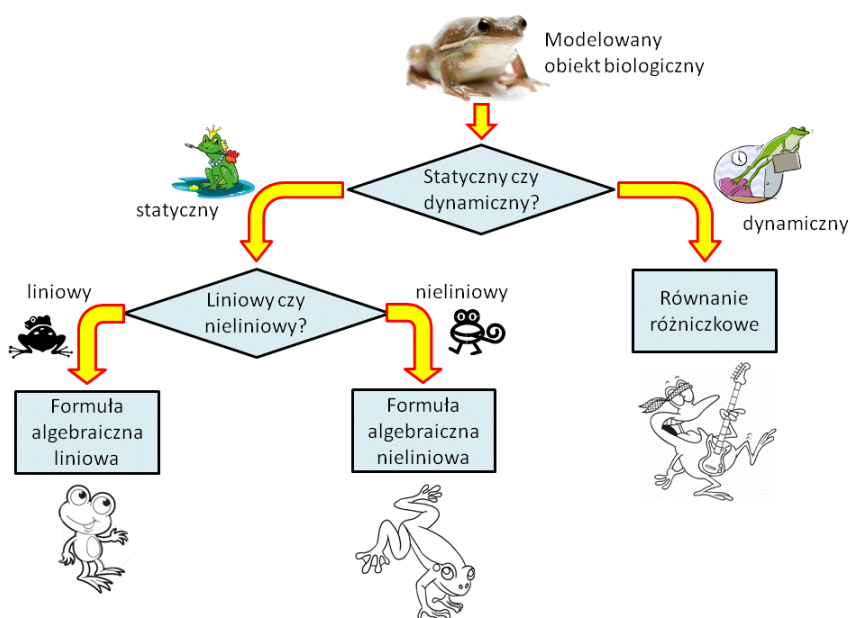 Modelowany
obiekt biologiczny
Statyczny czy
dynamiczny?
statyczny
dynamiczny
liniowy
Liniowy czy
nieliniowy?
nieliniowy
Równanie
różniczkowe
Formuła
algebraiczna
liniowa
Formuła
algebraiczna
nieliniowa